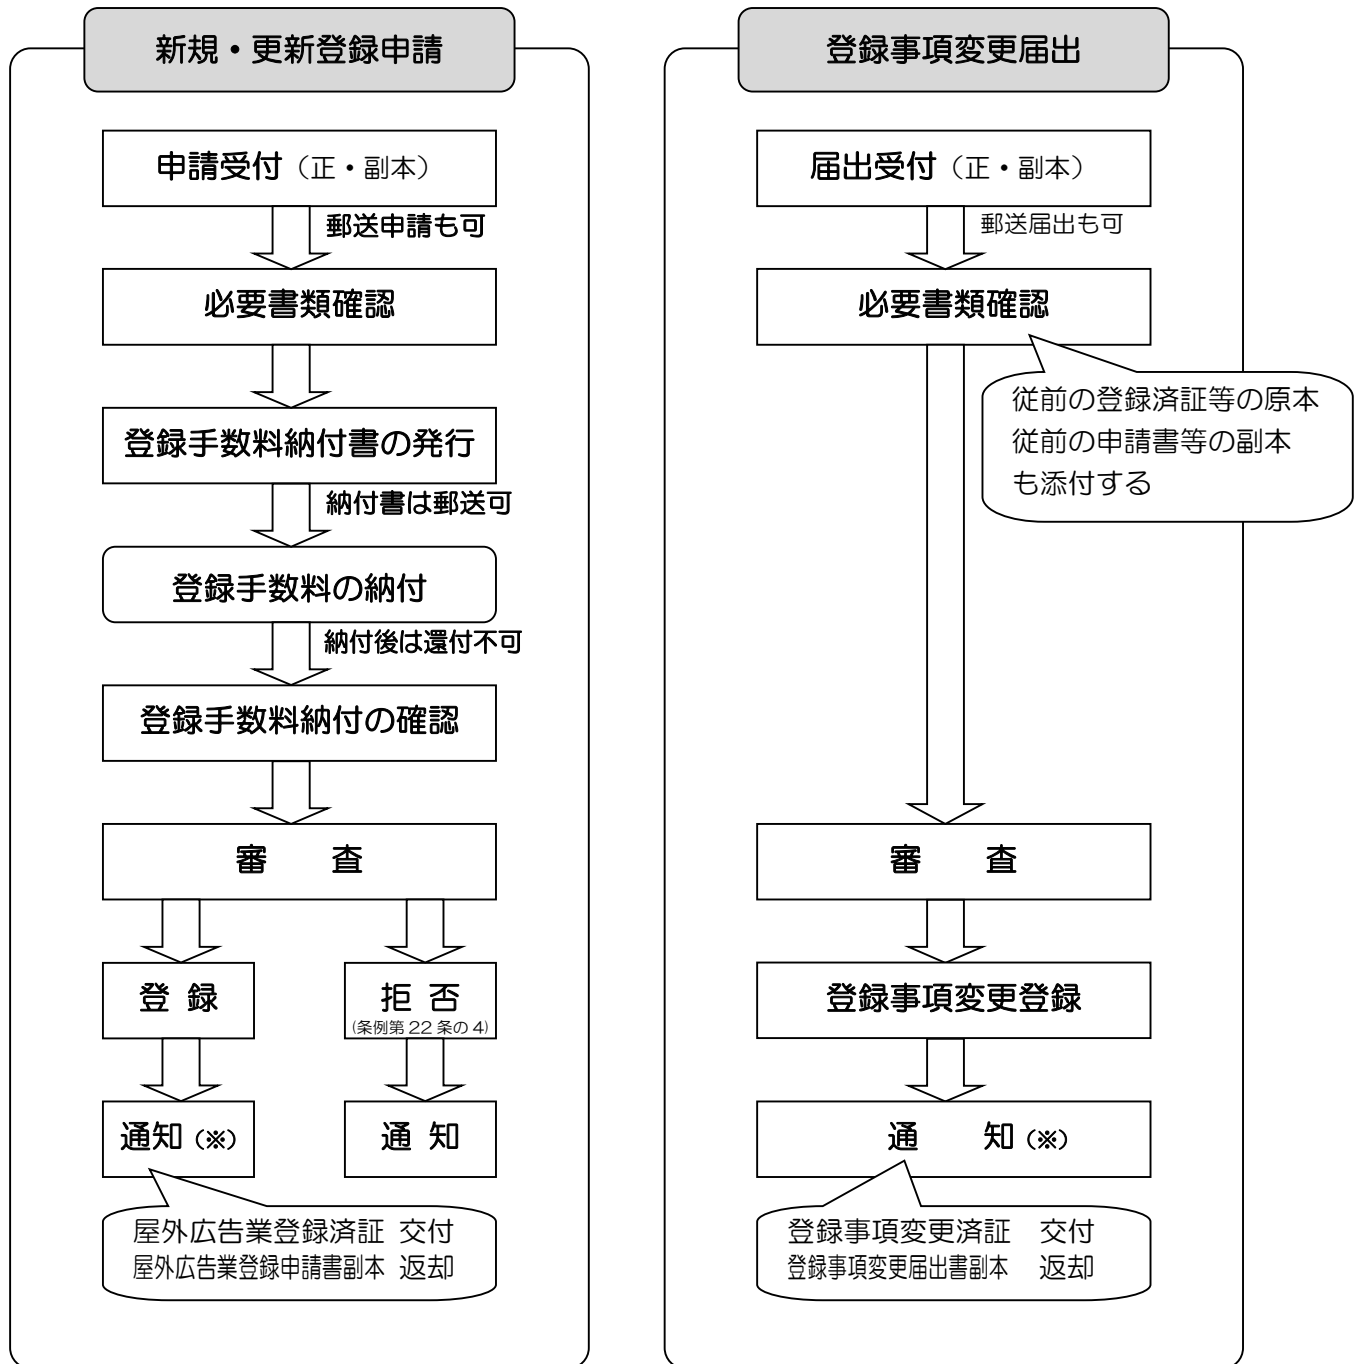 新規・更新登録申請
申請受付（正・副本）
郵送申請も可
必要書類確認
登録手数料納付書の発行
納付書は郵送可
登録手数料の納付
納付後は還付不可
登録手数料納付の確認
審　　査
登 録
拒 否
(条例第 22 条の 4)
通知（※）
通 知
屋外広告業登録済証 交付
屋外広告業登録申請書副本 返却
登録事項変更届出
届出受付（正・副本）
郵送届出も可
必要書類確認
従前の登録済証等の原本
従前の申請書等の副本
も添付する
審　　査
登録事項変更登録
通　　知（※）
登録事項変更済証　交付
登録事項変更届出書副本　返却